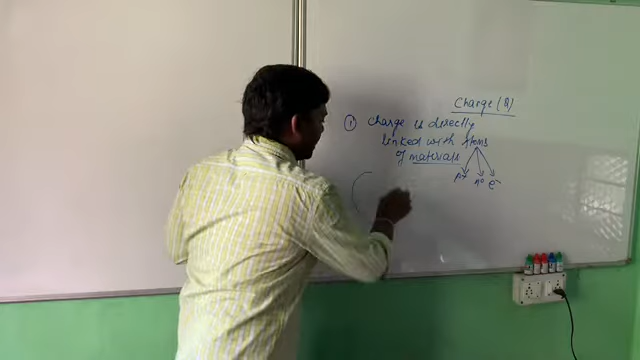 Charge (Q)
① Charge is directly
linked with atoms
of materials
p+ n° e-